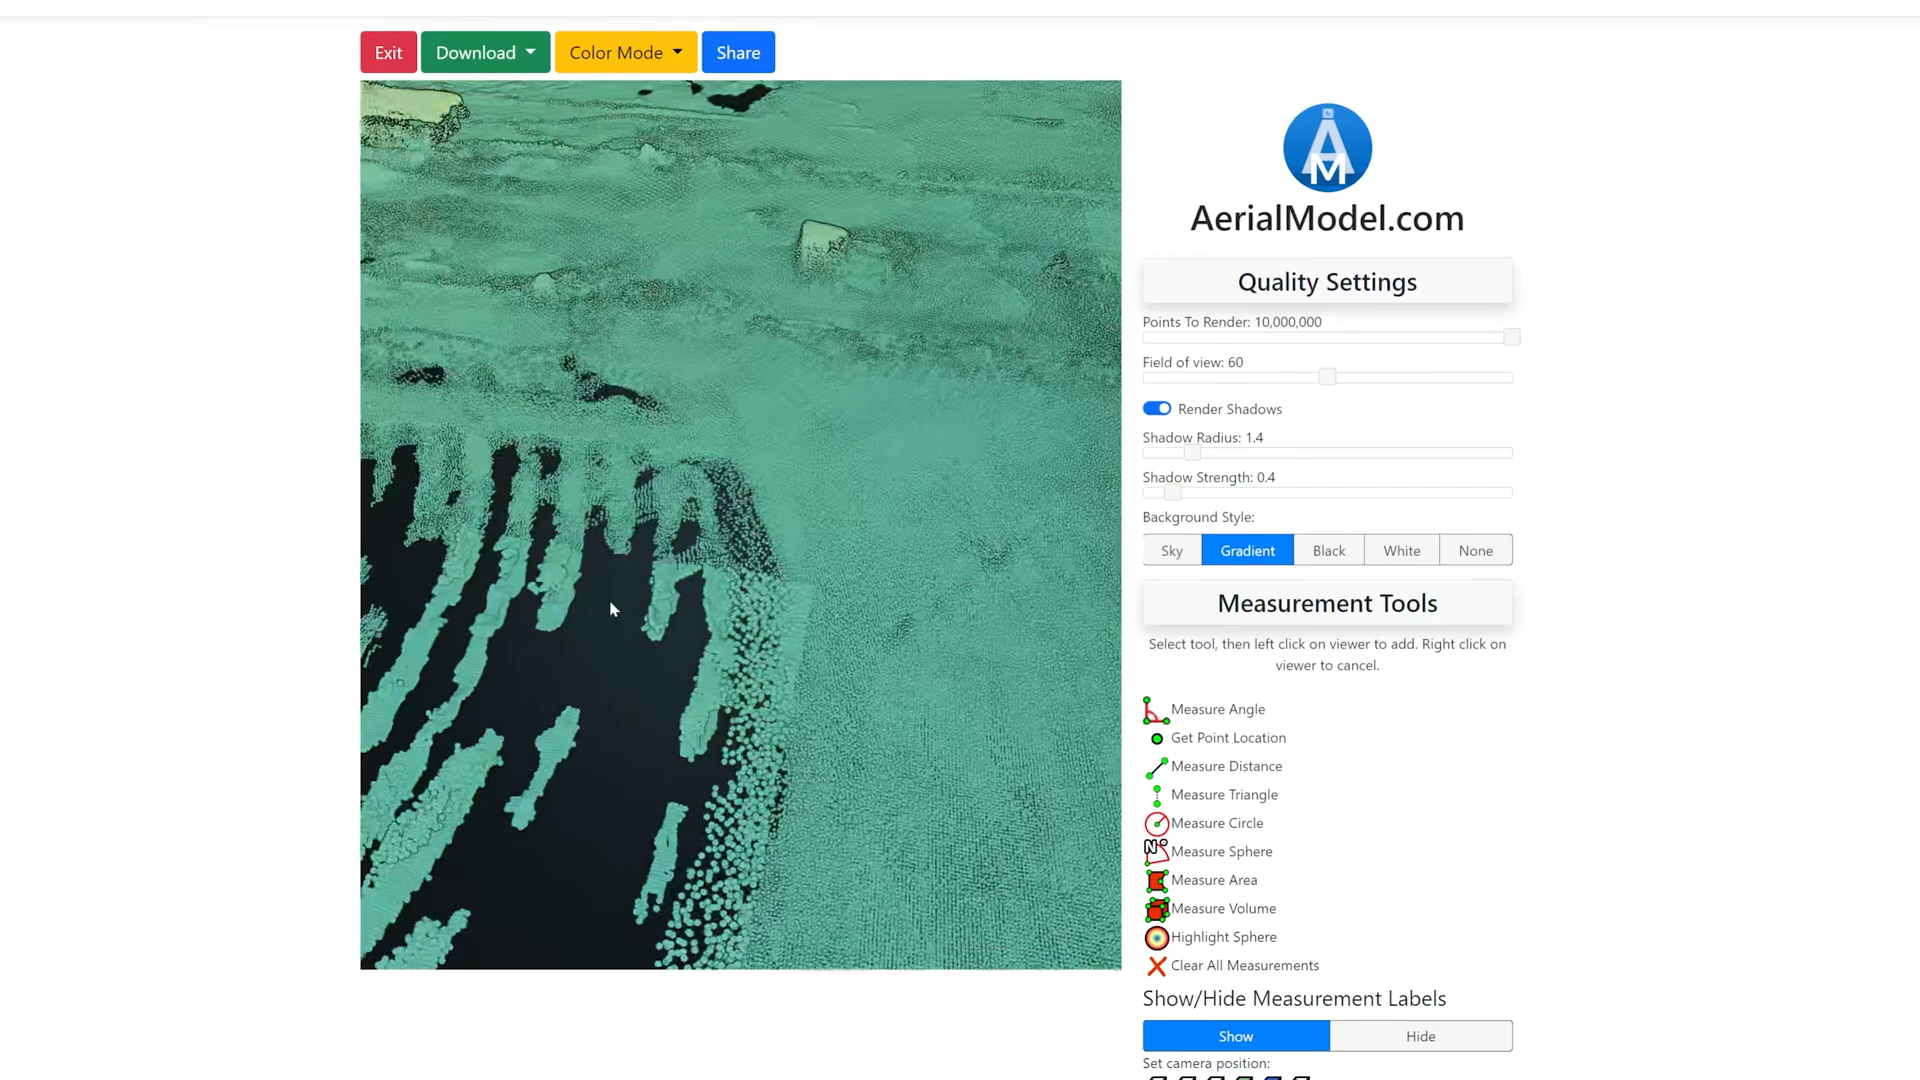 Exit
Download
Color Mode
Share
AM
AerialModel.com
Quality Settings
Points To Render: 10,000,000
Field of view: 60
Render Shadows
Shadow Radius: 1.4
Shadow Strength: 0.4
Background Style:
Sky
Gradient
Black
White
None
Measurement Tools
Select tool, then left click on viewer to add. Right click on
viewer to cancel.
Measure Angle
Get Point Location
Measure Distance
Measure Triangle
Measure Circle
N Measure Sphere
Measure Area
Measure Volume
Highlight Sphere
Clear All Measurements
Show/Hide Measurement Labels
Show
Hide
Set camera position: